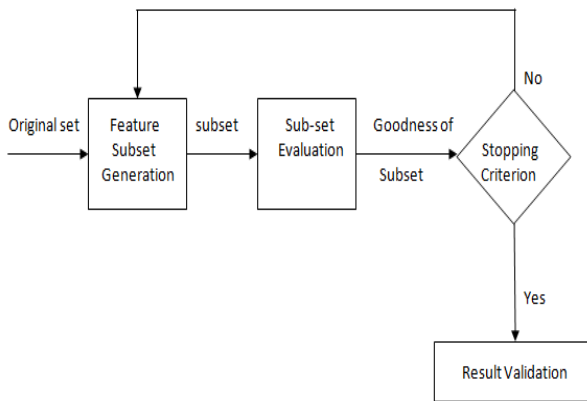 No
Original set
Feature
Subset
Generation
subset
Sub-set
Evaluation
Goodness of
Subset
Stopping
Criterion
Yes
Result Validation